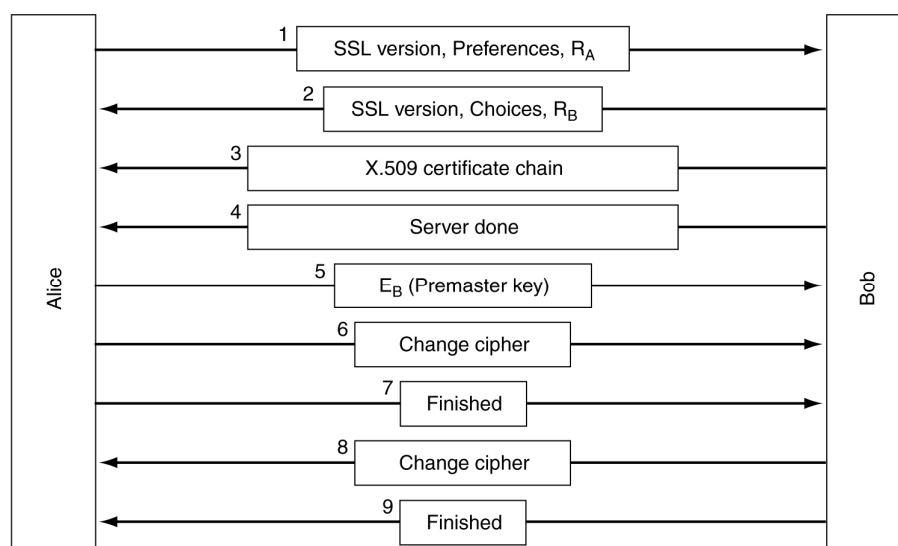 Alice
Bob
1
SSL version, Preferences, RA
2
SSL version, Choices, RB
3
X.509 certificate chain
4
Server done
5
EB (Premaster key)
6
Change cipher
7
Finished
8
Change cipher
9
Finished